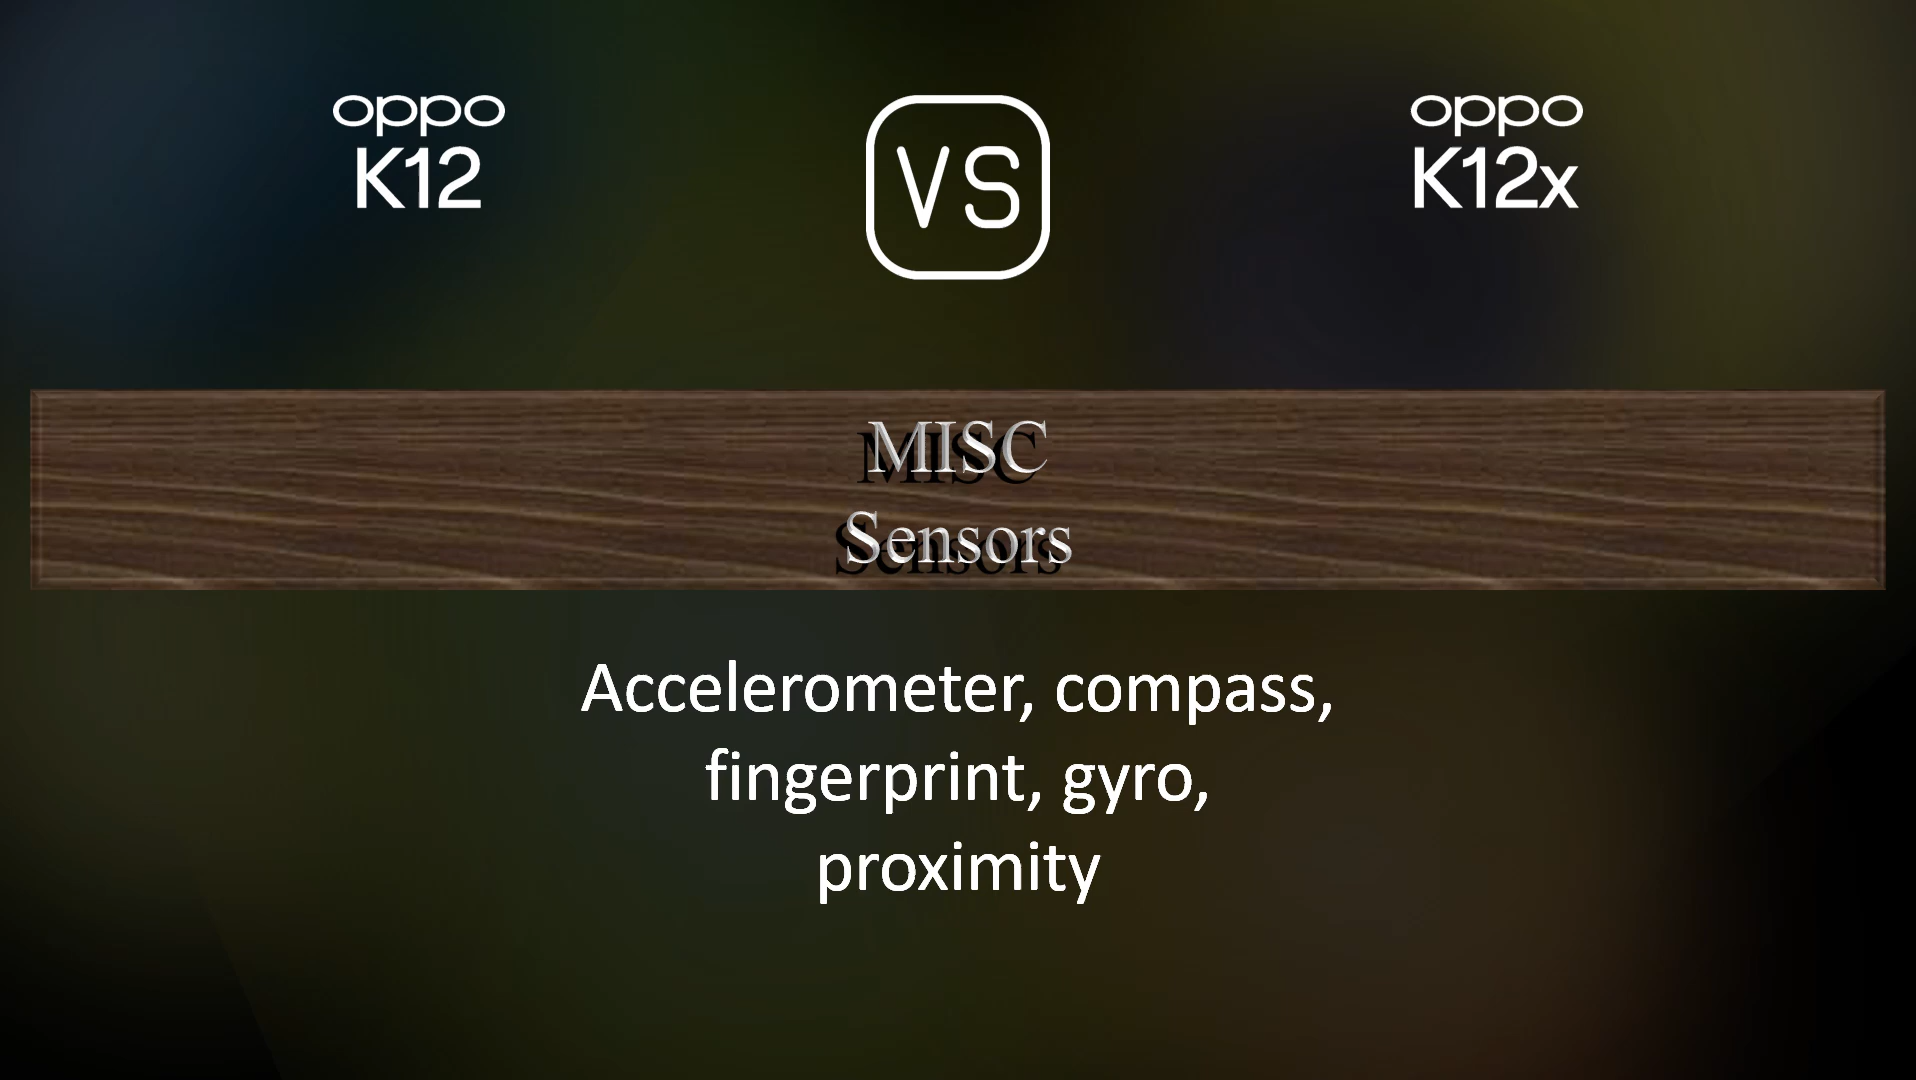 oppo
K12
VS
oppo
K12x
MISC
Sensors
Accelerometer, compass,
fingerprint, gyro,
proximity